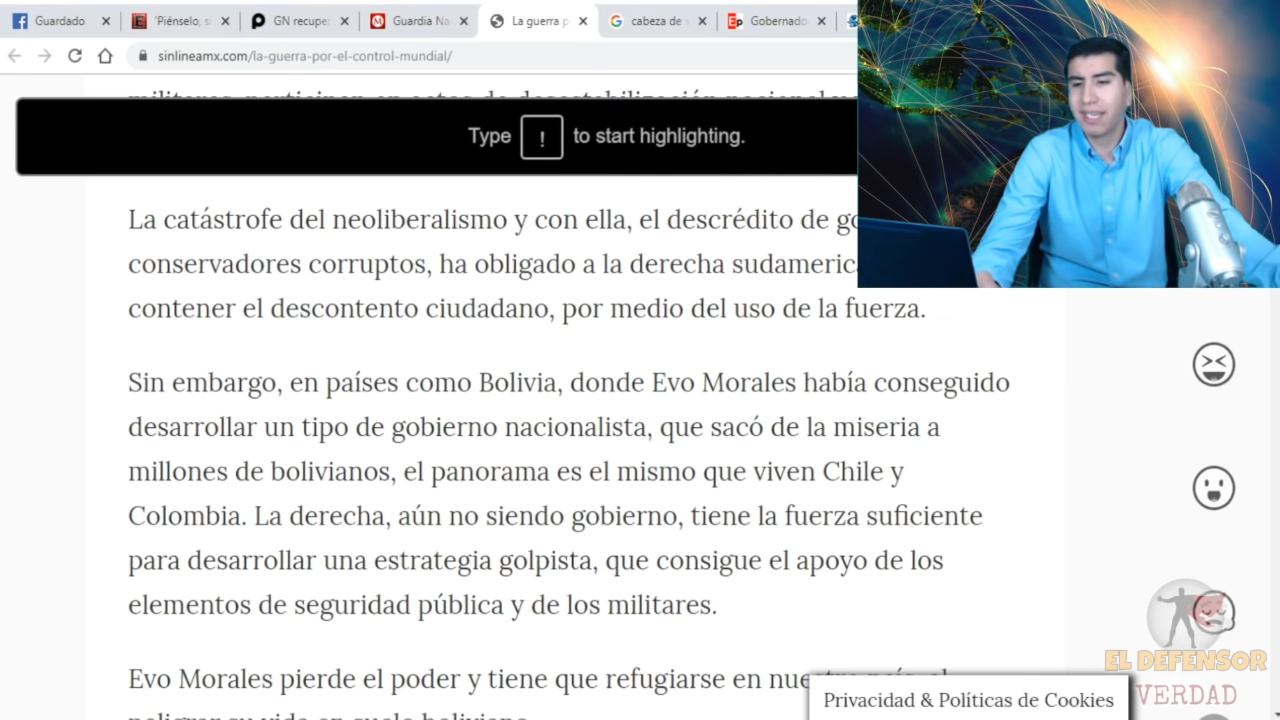 Guardado
'Piénselo, s
GN recupe
Guardia Na
La guerra p
cabeza de v
Gobernado
sinlineamx.com/la-guerra-por-el-control-mundial/
Type ! to start highlighting.
La catástrofe del neoliberalismo y con ella, el descrédito de go
conservadores corruptos, ha obligado a la derecha sudameric
contener el descontento ciudadano, por medio del uso de la fuerza.
Sin embargo, en países como Bolivia, donde Evo Morales había conseguido
desarrollar un tipo de gobierno nacionalista, que sacó de la miseria a
millones de bolivianos, el panorama es el mismo que viven Chile y
Colombia. La derecha, aún no siendo gobierno, tiene la fuerza suficiente
para desarrollar una estrategia golpista, que consigue el apoyo de los
elementos de seguridad pública y de los militares.
Evo Morales pierde el poder y tiene que refugiarse en
Privacidad & Políticas de Cookies
EL DEFENSOR
VERDAD